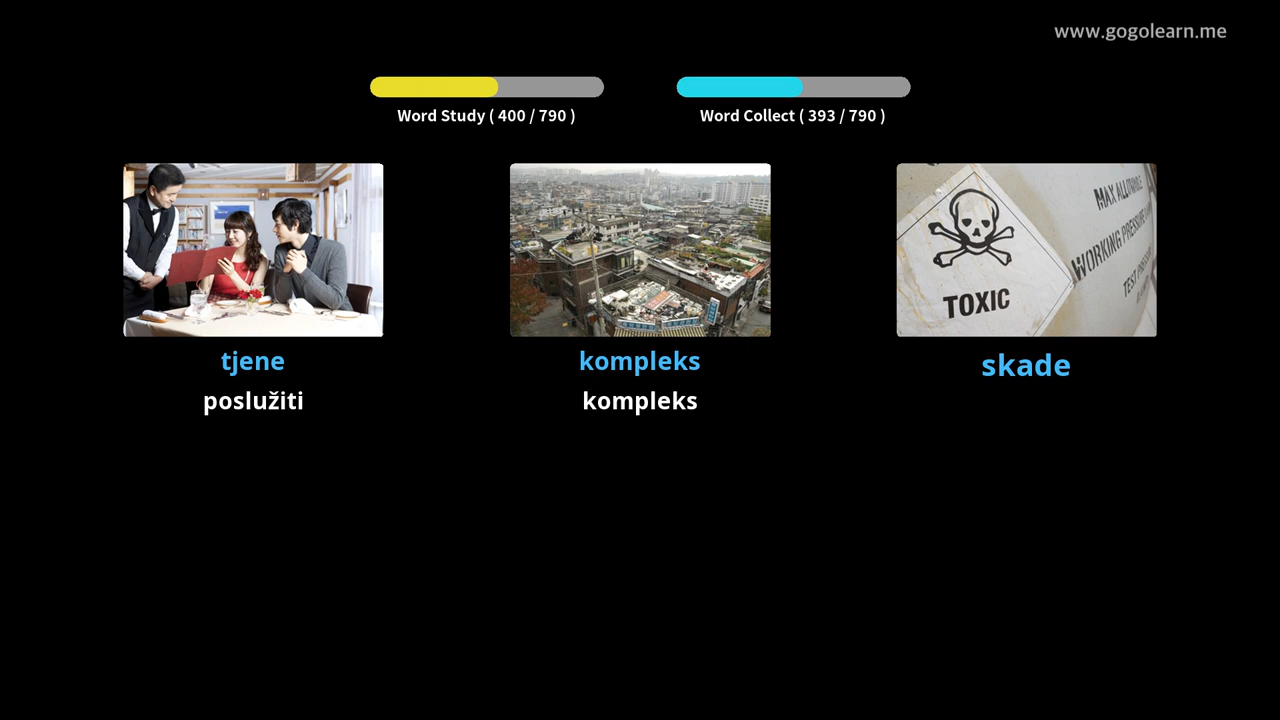 www.gogolearn.me
Word Study ( 400 / 790 )
Word Collect ( 393 / 790 )
TOXIC
MAX ALLOWABLE
WORKING PRESSURE
TEST
tjene
kompleks
skade
poslužiti
kompleks